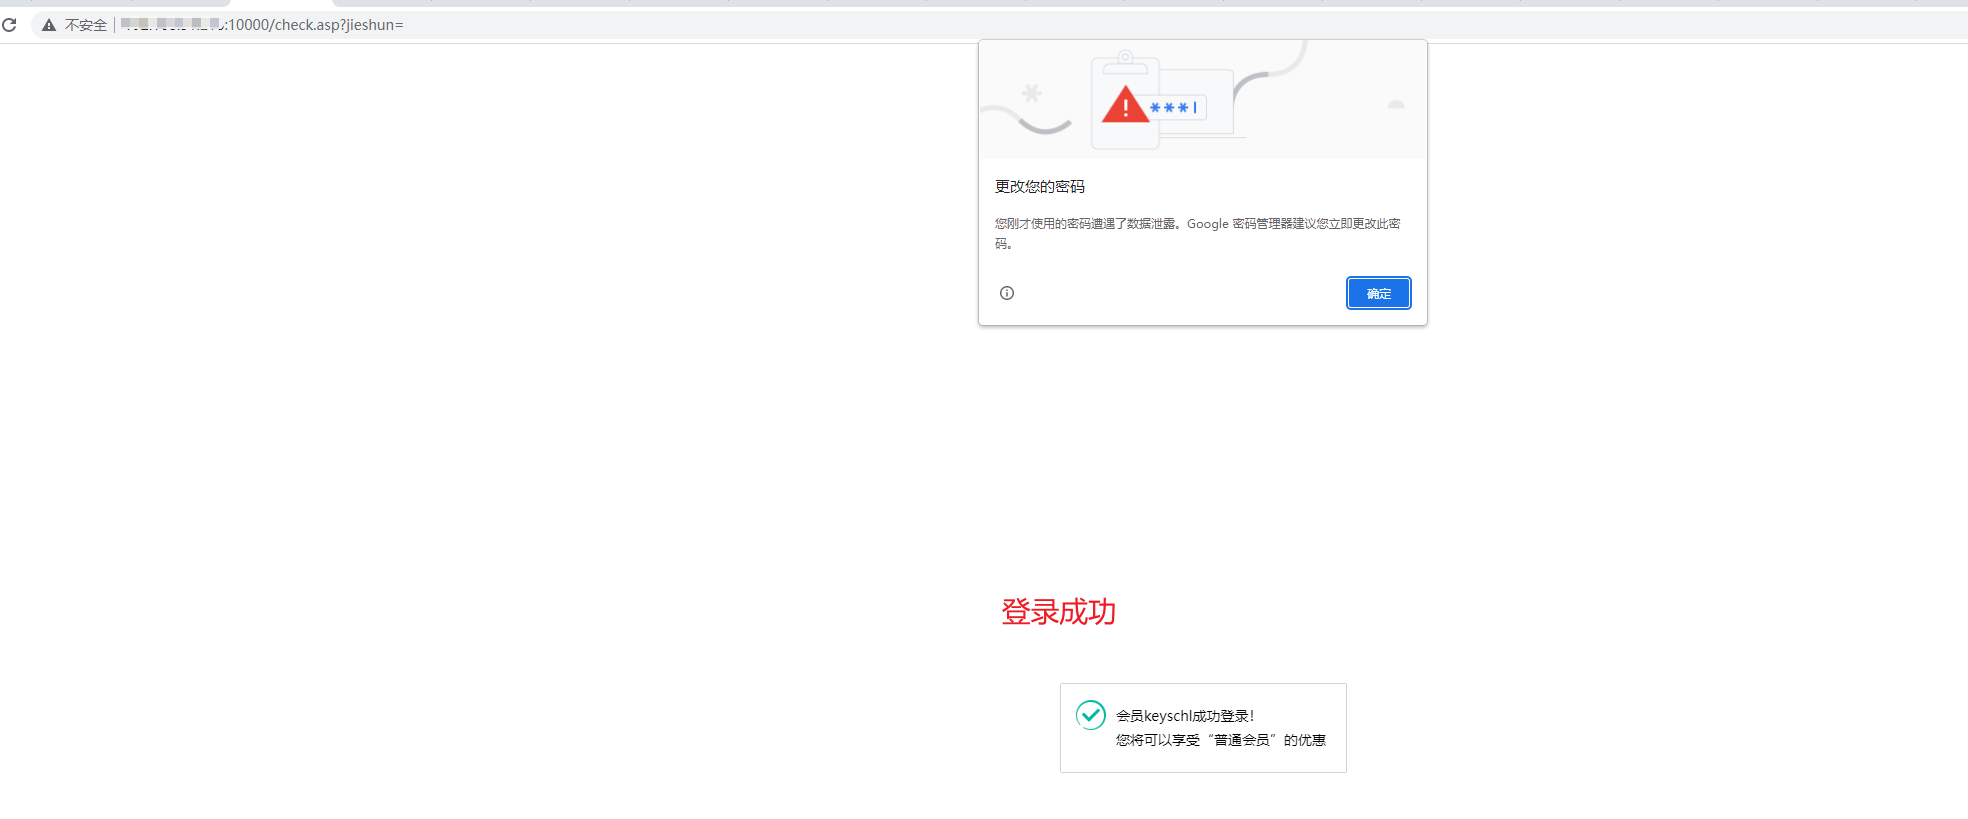 不安全 :10000/check.asp?jieshun=
***|
更改您的密码
您刚才使用的密码遭遇了数据泄露。Google 密码管理器建议您立即更改此密
码。
确定
登录成功
会员keyschl成功登录!
您将可以享受“普通会员”的优惠